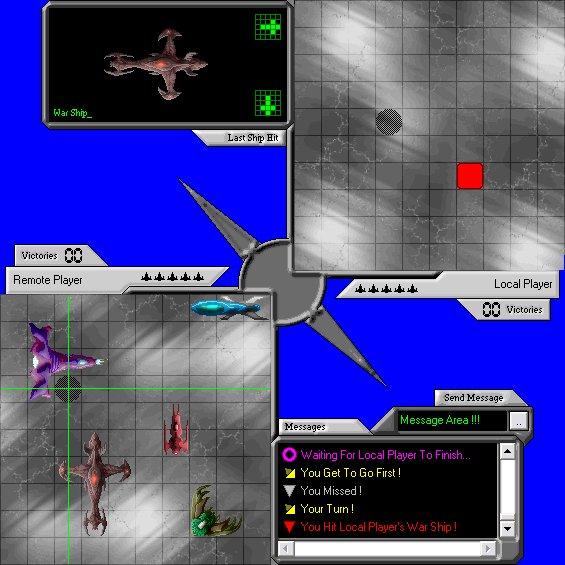 War Ship_
Last Ship Hit
Victories 00
Remote Player
Local Player
00 Victories
Send Message
Message Area !!!
..
Messages
Waiting For Local Player To Finish...
You Get To Go First !
You Missed !
Your Turn !
You Hit Local Player's War Ship !